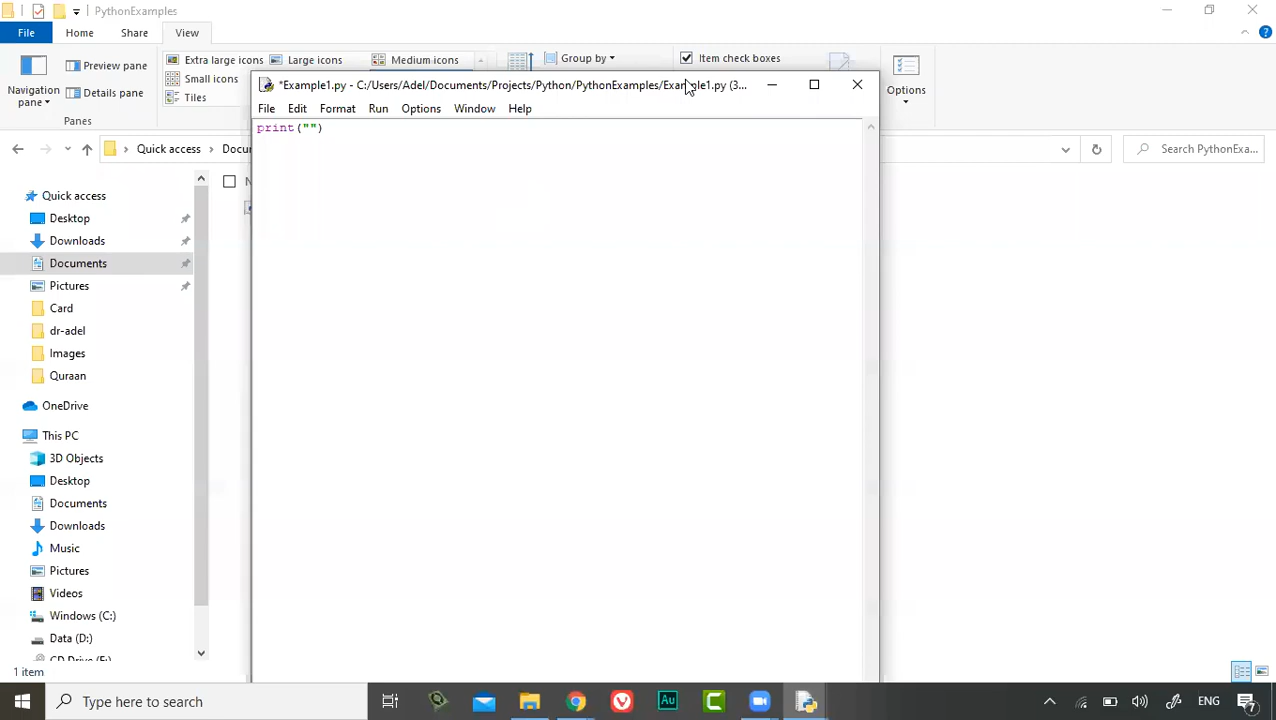 PythonExamples
File Home Share View
Extra large icons Large icons Medium icons
Small icons
Tiles
Group by
Item check boxes
Navigation pane
Preview pane
Details pane
Panes
Options
*Example1.py - C:/Users/Adel/Documents/Projects/Python/PythonExamples/Example1.py (3...
File Edit Format Run Options Window Help
print("")
Quick access
Search PythonExa...
Quick access
Desktop
Downloads
Documents
Pictures
Card
dr-adel
Images
Quraan
OneDrive
This PC
3D Objects
Desktop
Documents
Downloads
Music
Pictures
Videos
Windows (C:)
Data (D:)
1 item
Type here to search
Au
ENG
7